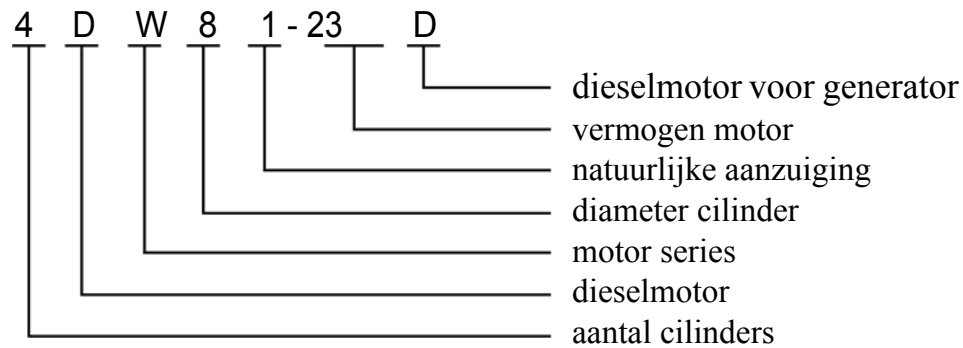 4 D W 8 1 - 23 D
dieselmotor voor generator
vermogen motor
natuurlijke aanzuiging
diameter cilinder
motor series
dieselmotor
aantal cilinders